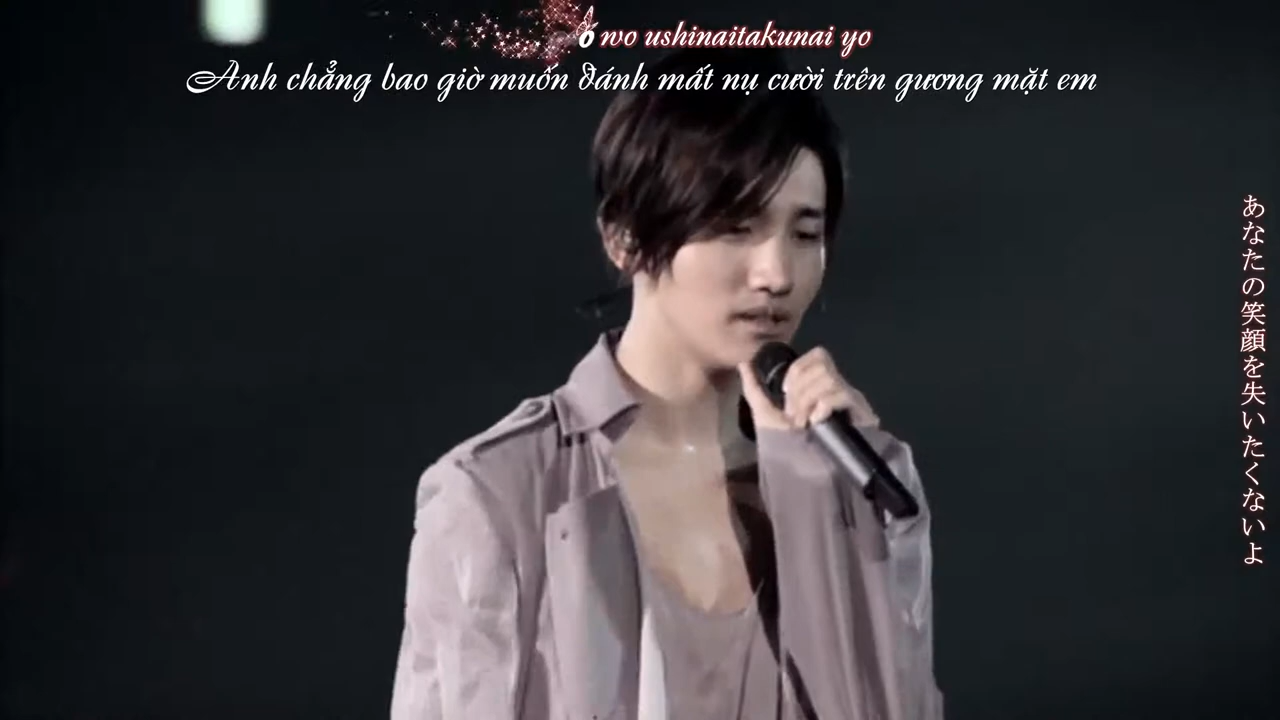 o wo ushinaitakunai yo
Anh chẳng bao giờ muốn đánh mất nụ cười trên gương mặt em
あなたの笑顔を失いたくないよ